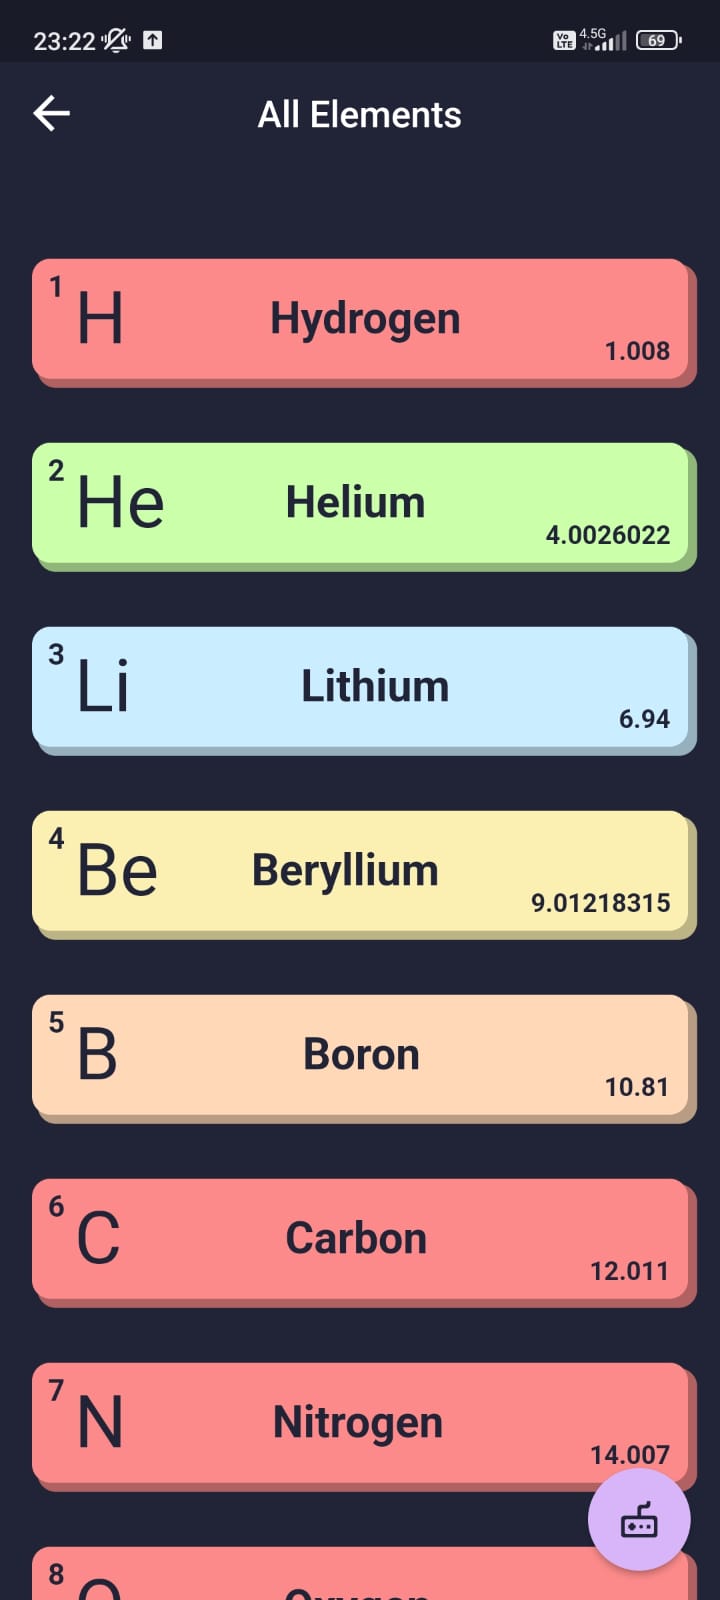 23:22 Vo LTE 4.5G 69
All Elements
1 H Hydrogen 1.008
2 He Helium 4.0026022
3 Li Lithium 6.94
4 Be Beryllium 9.01218315
5 B Boron 10.81
6 C Carbon 12.011
7 N Nitrogen 14.007
8 O Oxygen